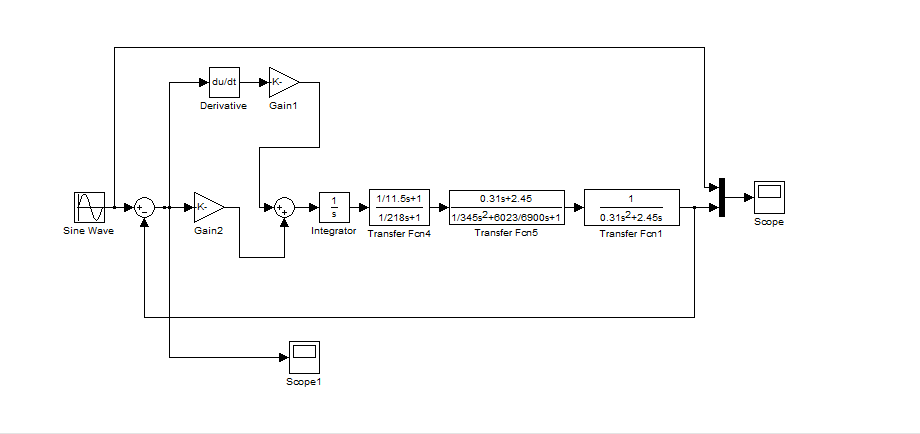 du/dt
-K-
Derivative
Gain1
Sine Wave
+
−
-K-
Gain2
+
+
1
s
Integrator
1/11.5s+1
1/218s+1
Transfer Fcn4
0.31s+2.45
1/345s²+6023/6900s+1
Transfer Fcn5
1
0.31s²+2.45s
Transfer Fcn1
Scope
Scope1